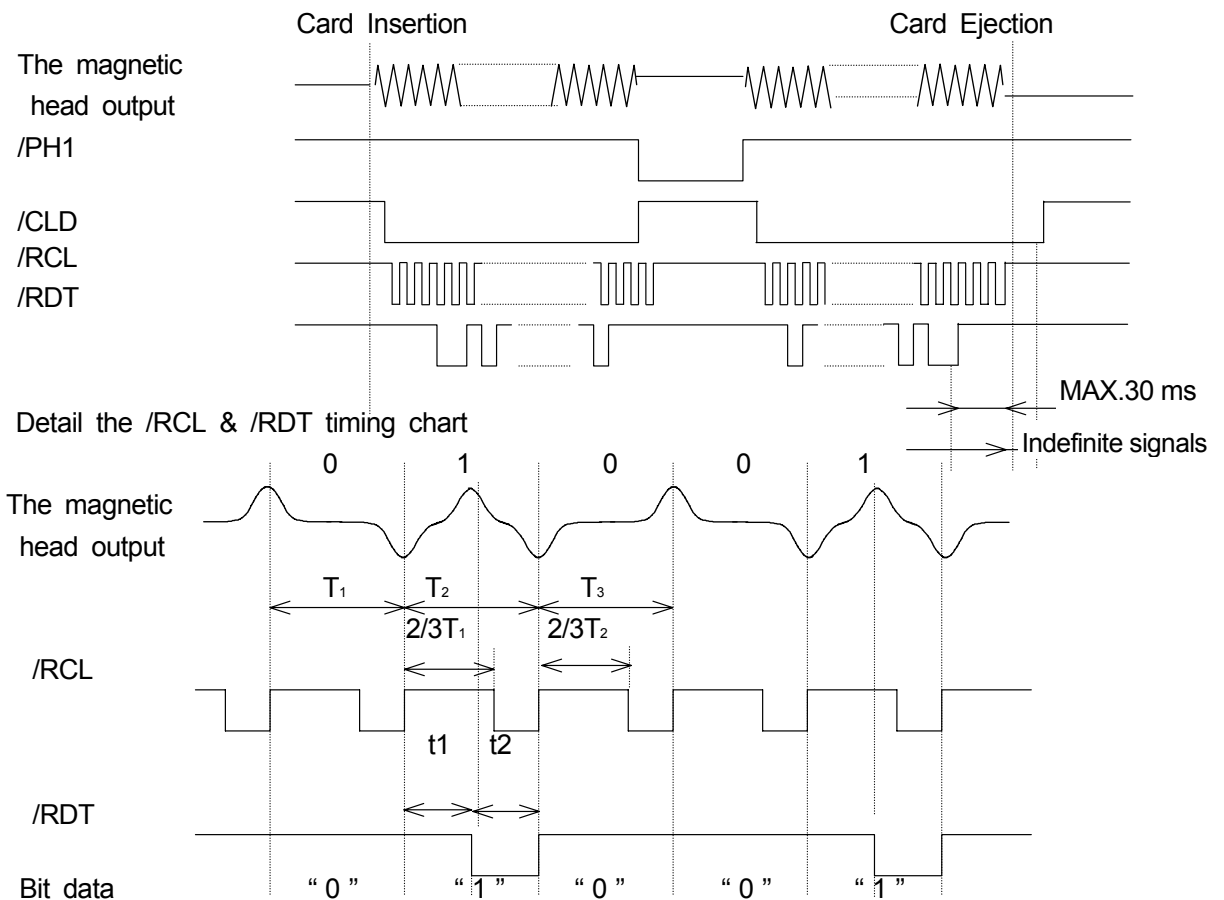 Card Insertion Card Ejection
The magnetic
head output
/PH1
/CLD
/RCL
/RDT
MAX.30 ms
Detail the /RCL & /RDT timing chart
Indefinite signals
0 1 0 0 1
The magnetic
head output
T1 T2 T3
2/3T1 2/3T2
/RCL
t1 t2
/RDT
Bit data “ 0 ” “ 1 ” “ 0 ” “ 0 ” “ 1 ”